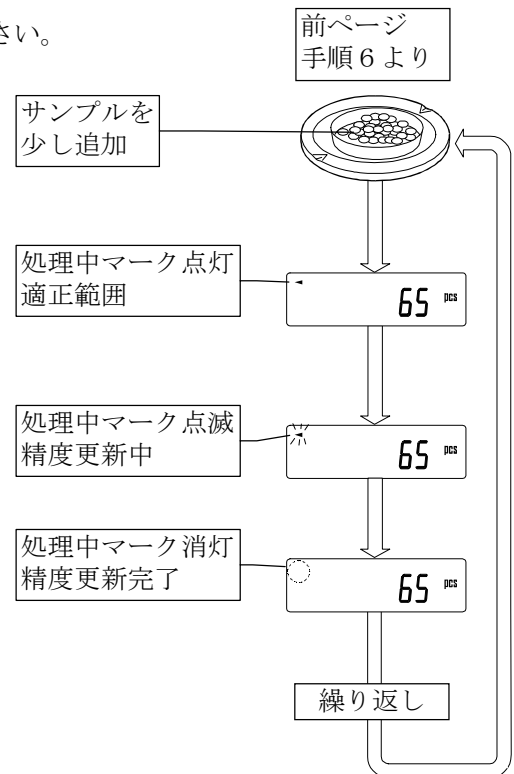 さい。
前ページ
手順6より
サンプルを
少し追加
処理中マーク点灯
適正範囲
65 pcs
処理中マーク点滅
精度更新中
65 pcs
処理中マーク消灯
精度更新完了
65 pcs
繰り返し